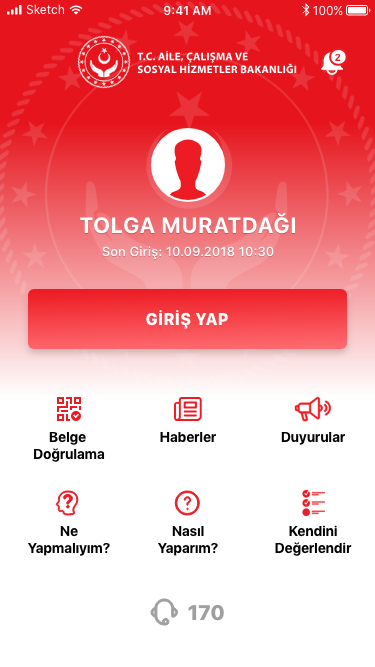 Sketch 9:41 AM 100%
T.C. AİLE, ÇALIŞMA VE
SOSYAL HİZMETLER BAKANLIĞI
2
TOLGA MURATDAĞI
Son Giriş: 10.09.2018 10:30
GİRİŞ YAP
Belge
Doğrulama
Haberler
Duyurular
Ne
Yapmalıyım?
Nasıl
Yaparım?
Kendini
Değerlendir
170